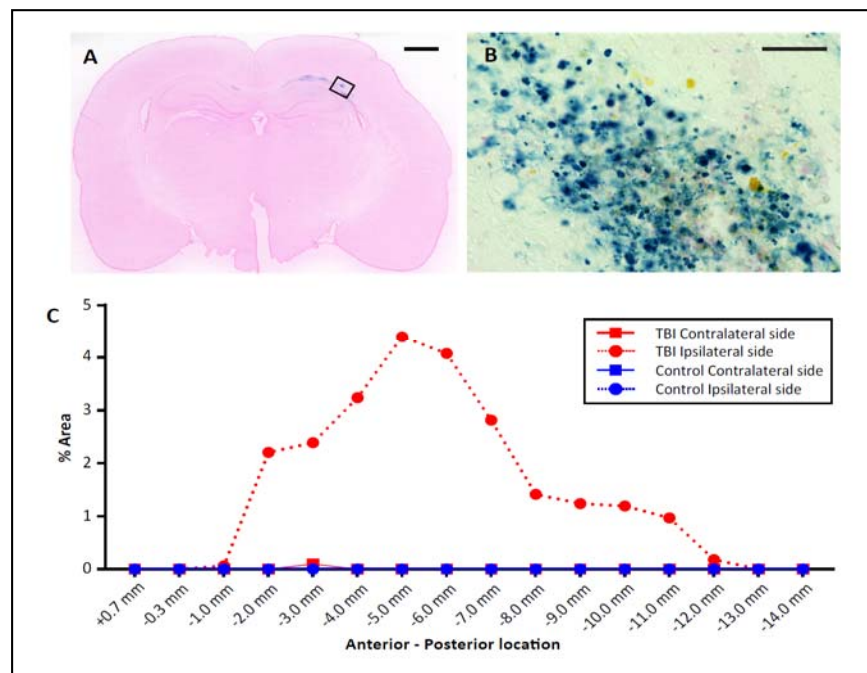 A
B
C
5
4
3
2
1
0
% Area
TBI Contralateral side
TBI Ipsilateral side
Control Contralateral side
Control Ipsilateral side
+0.7 mm
-0.3 mm
-1.0 mm
-2.0 mm
-3.0 mm
-4.0 mm
-5.0 mm
-6.0 mm
-7.0 mm
-8.0 mm
-9.0 mm
-10.0 mm
-11.0 mm
-12.0 mm
-13.0 mm
-14.0 mm
Anterior - Posterior location